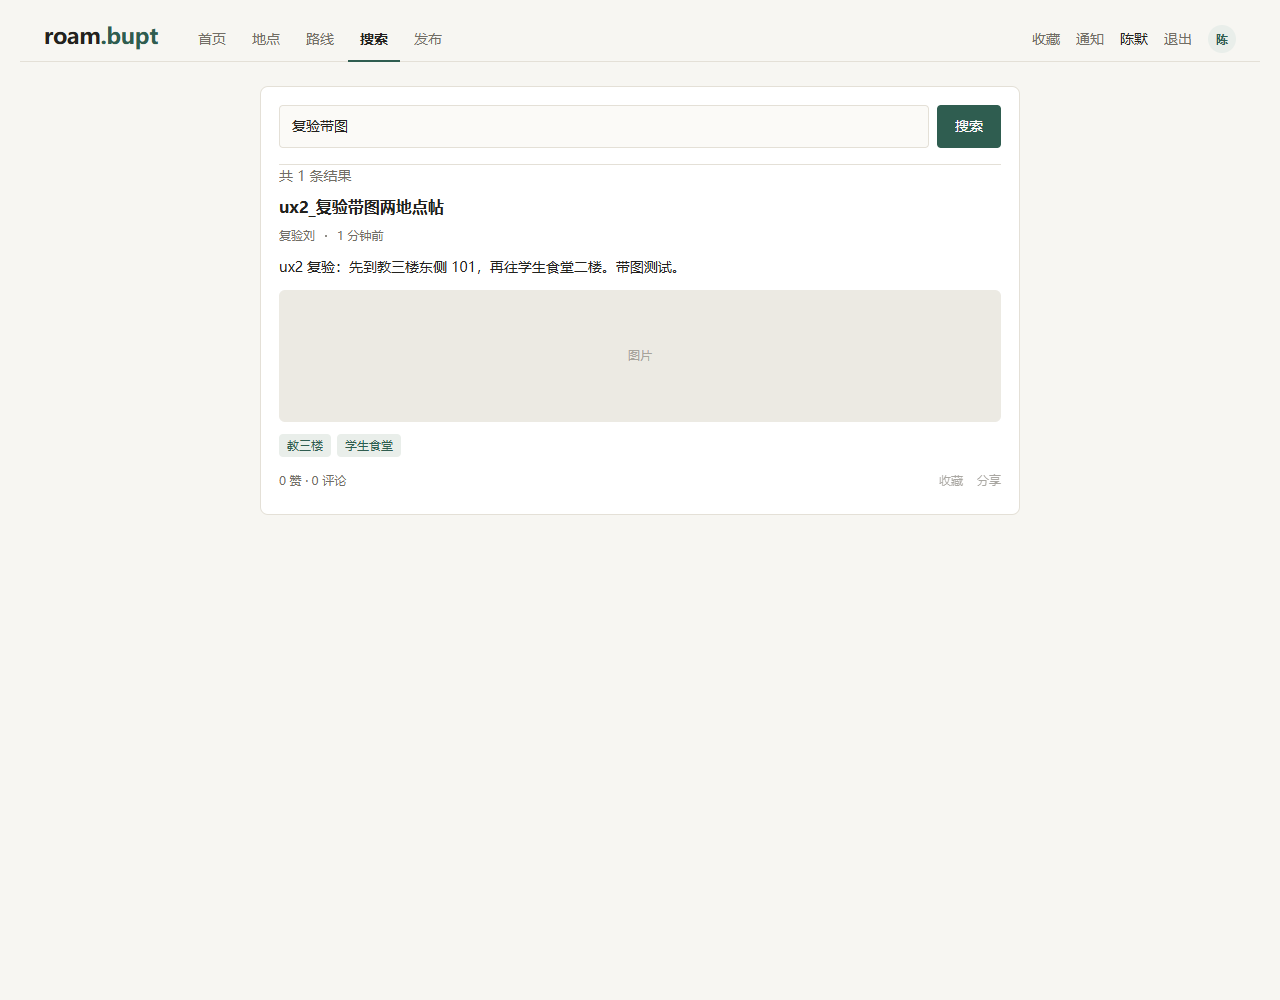 roam.bupt 首页 地点 路线 搜索 发布 收藏 通知 陈默 退出 陈
复验带图 搜索
共 1 条结果
ux2_复验带图两地点帖
复验刘 · 1 分钟前
ux2 复验：先到教三楼东侧 101，再往学生食堂二楼。带图测试。
图片
教三楼 学生食堂
0 赞 · 0 评论 收藏 分享